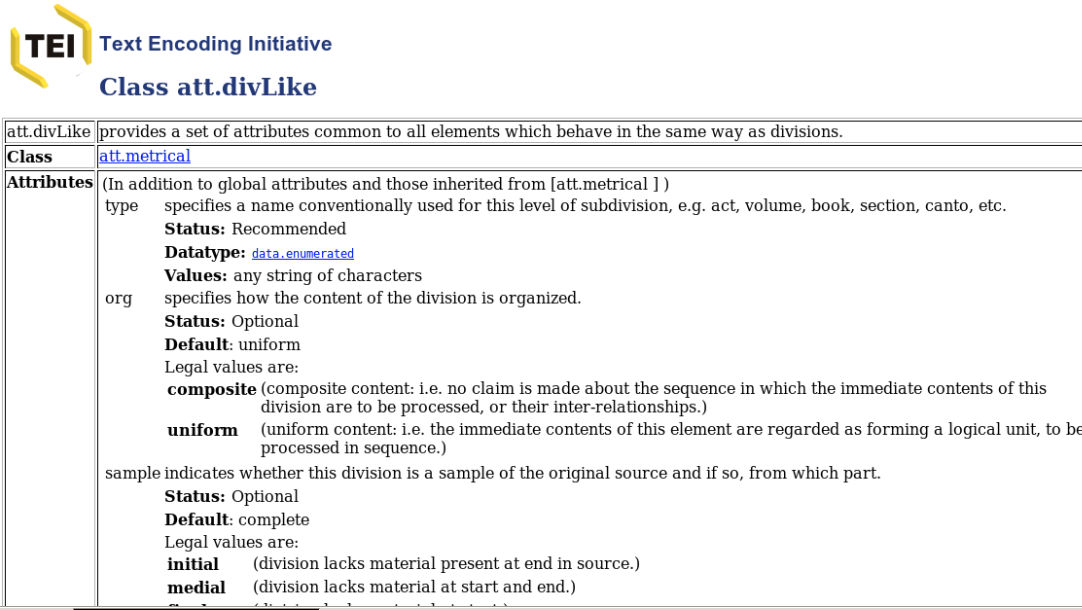 TEI
Text Encoding Initiative
Class att.divLike
att.divLike provides a set of attributes common to all elements which behave in the same way as divisions.
Class att.metrical
Attributes (In addition to global attributes and those inherited from [att.metrical ] )
type specifies a name conventionally used for this level of subdivision, e.g. act, volume, book, section, canto, etc.
Status: Recommended
Datatype: data.enumerated
Values: any string of characters
org specifies how the content of the division is organized.
Status: Optional
Default: uniform
Legal values are:
composite (composite content: i.e. no claim is made about the sequence in which the immediate contents of this
division are to be processed, or their inter-relationships.)
uniform (uniform content: i.e. the immediate contents of this element are regarded as forming a logical unit, to be
processed in sequence.)
sample indicates whether this division is a sample of the original source and if so, from which part.
Status: Optional
Default: complete
Legal values are:
initial (division lacks material present at end in source.)
medial (division lacks material at start and end.)